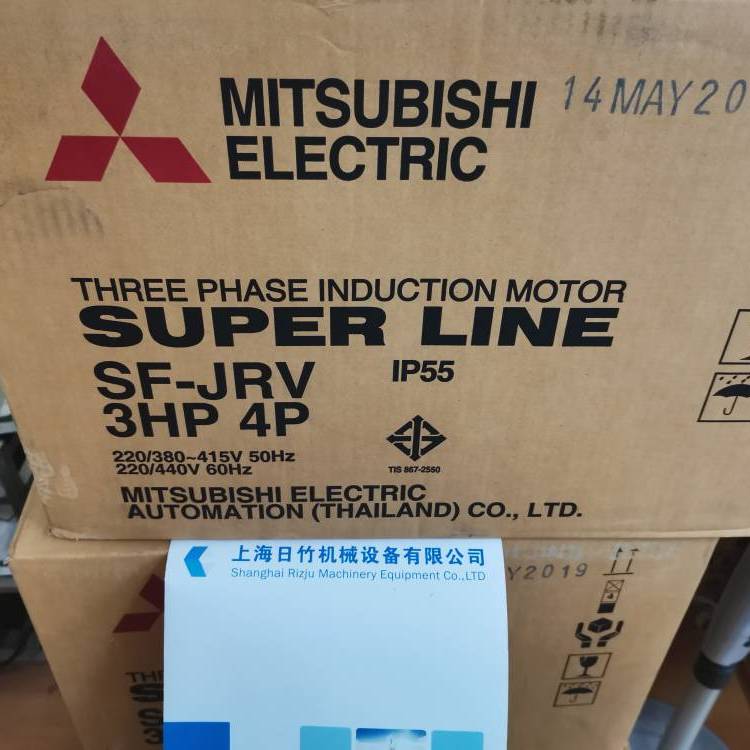 MITSUBISHI
ELECTRIC
14 MAY 20
THREE PHASE INDUCTION MOTOR
SUPER LINE
SF-JRV IP55
3HP 4P
220/380~415V 50Hz
220/440V 60Hz
TIS 867-2550
MITSUBISHI ELECTRIC
AUTOMATION (THAILAND) CO., LTD.
上海日竹机械设备有限公司
Shanghai Rizju Machinery Equipment Co.,LTD
Y2019
THR
S